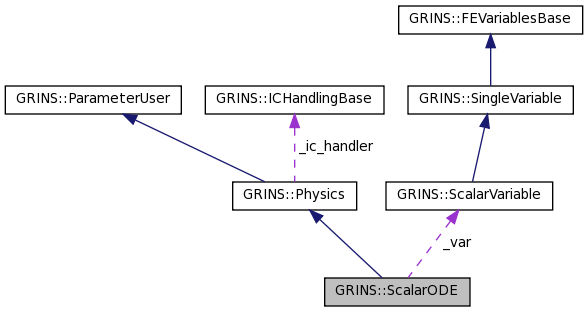 GRINS::FEVariablesBase
GRINS::ParameterUser
GRINS::ICHandlingBase
GRINS::SingleVariable
_ic_handler
GRINS::Physics
GRINS::ScalarVariable
_var
GRINS::ScalarODE